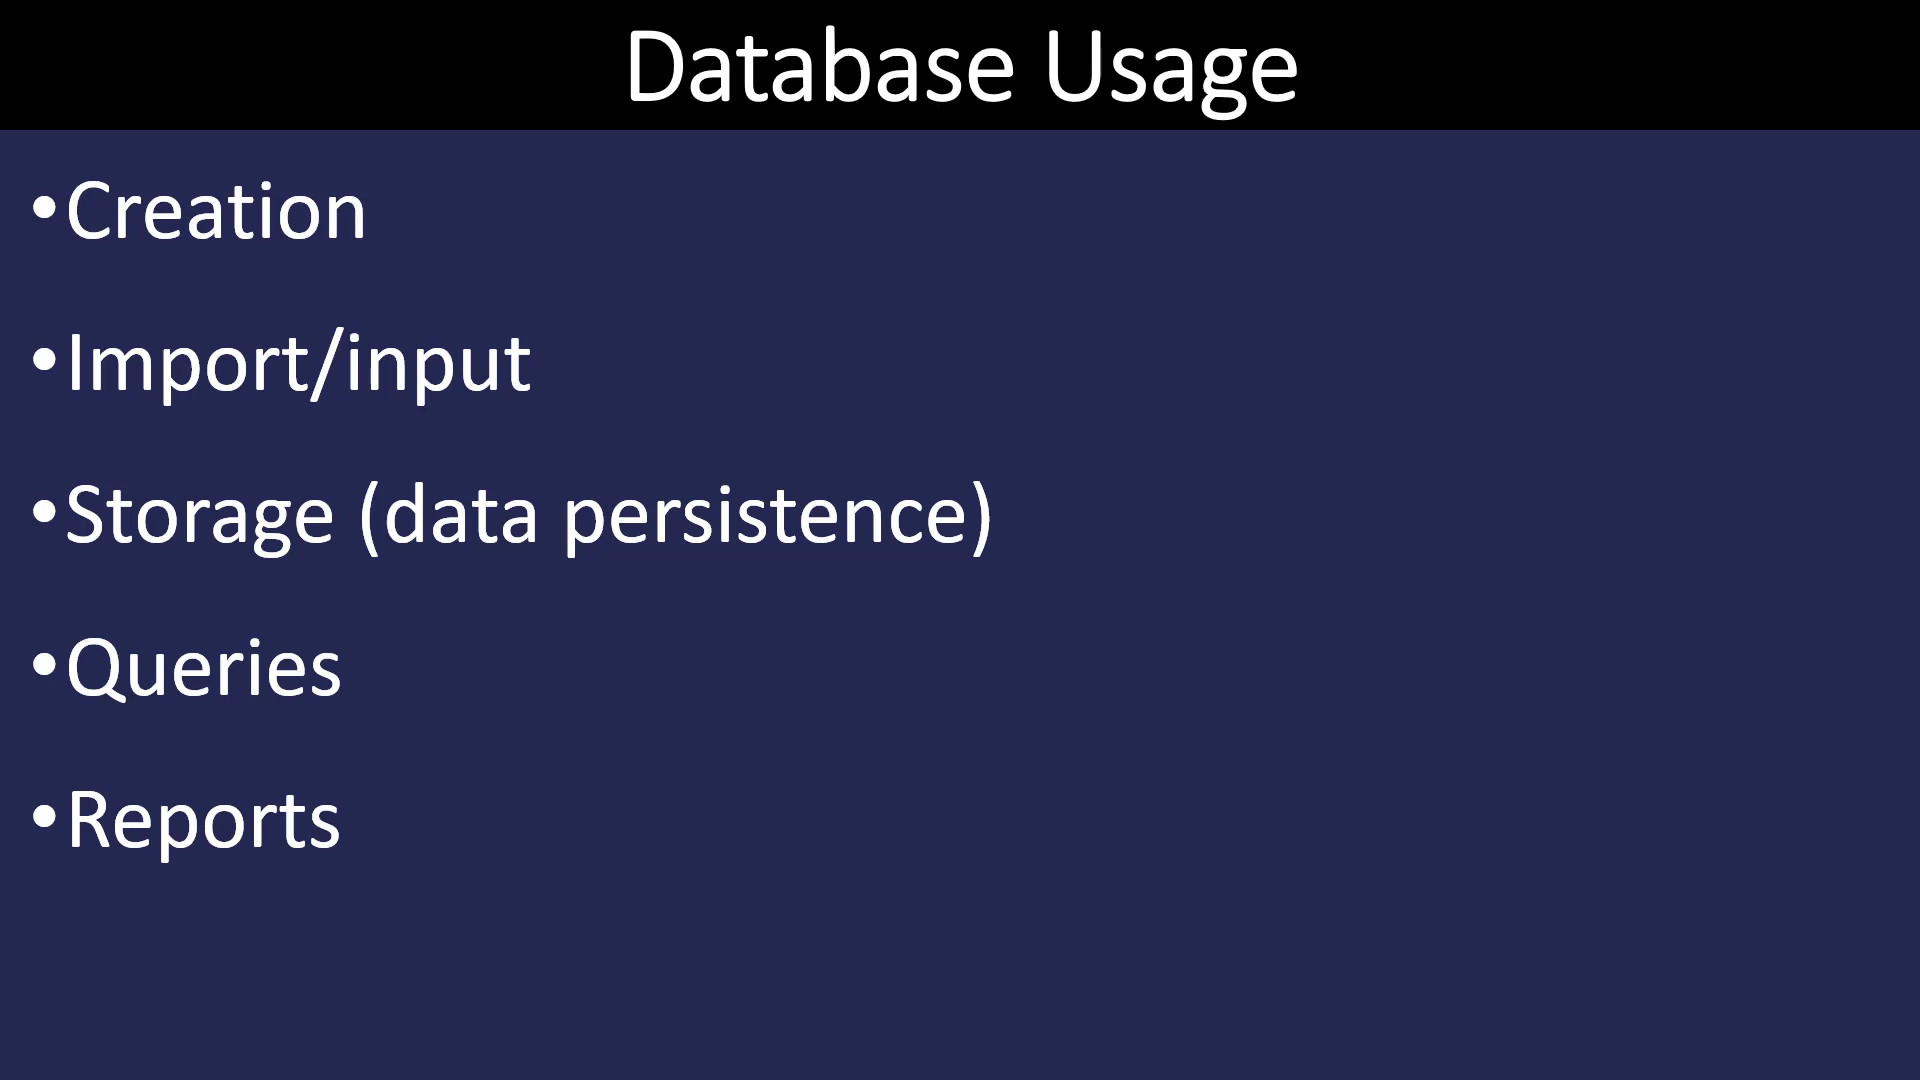 Database Usage
•Creation
•Import/input
•Storage (data persistence)
•Queries
•Reports